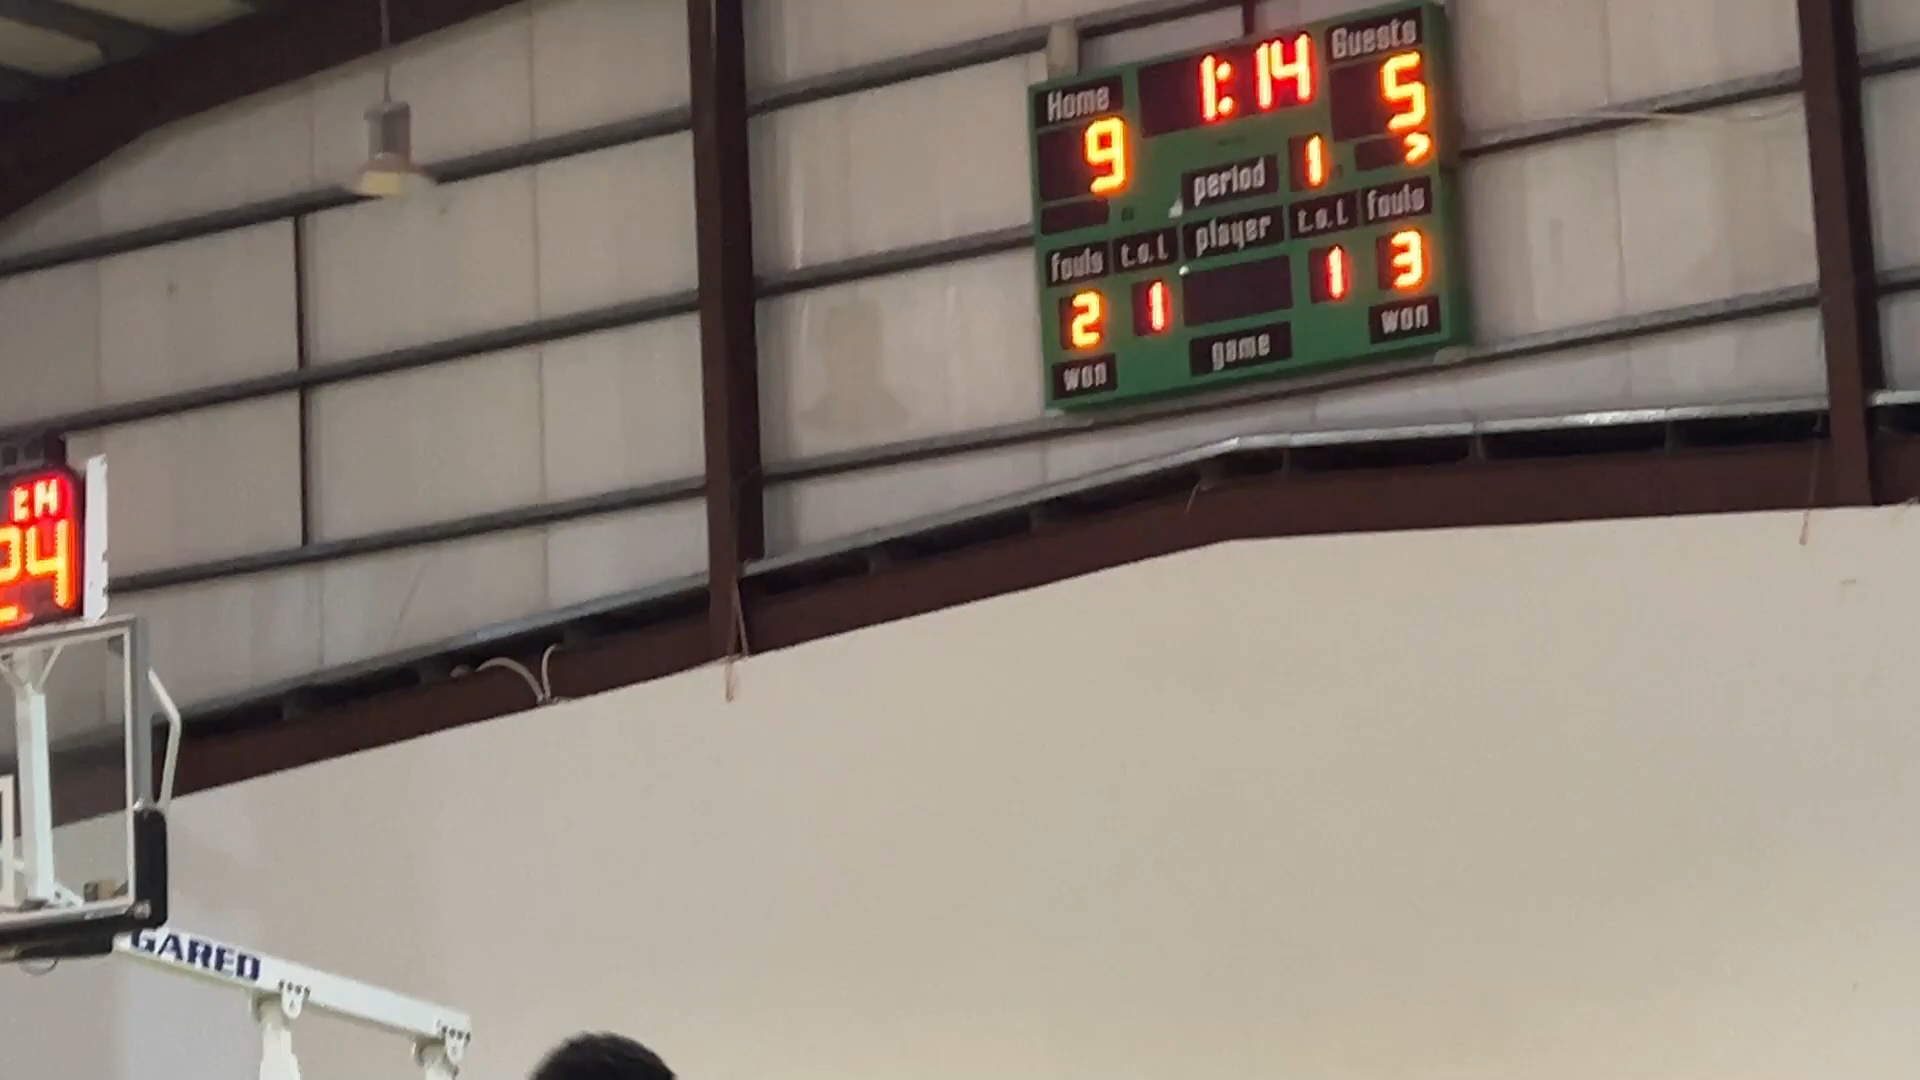 Home 1:14 Guests
9 5
period 1 >
fouls t.o.l player t.o.l. fouls
2 1 1 3
won game won
24
GARED